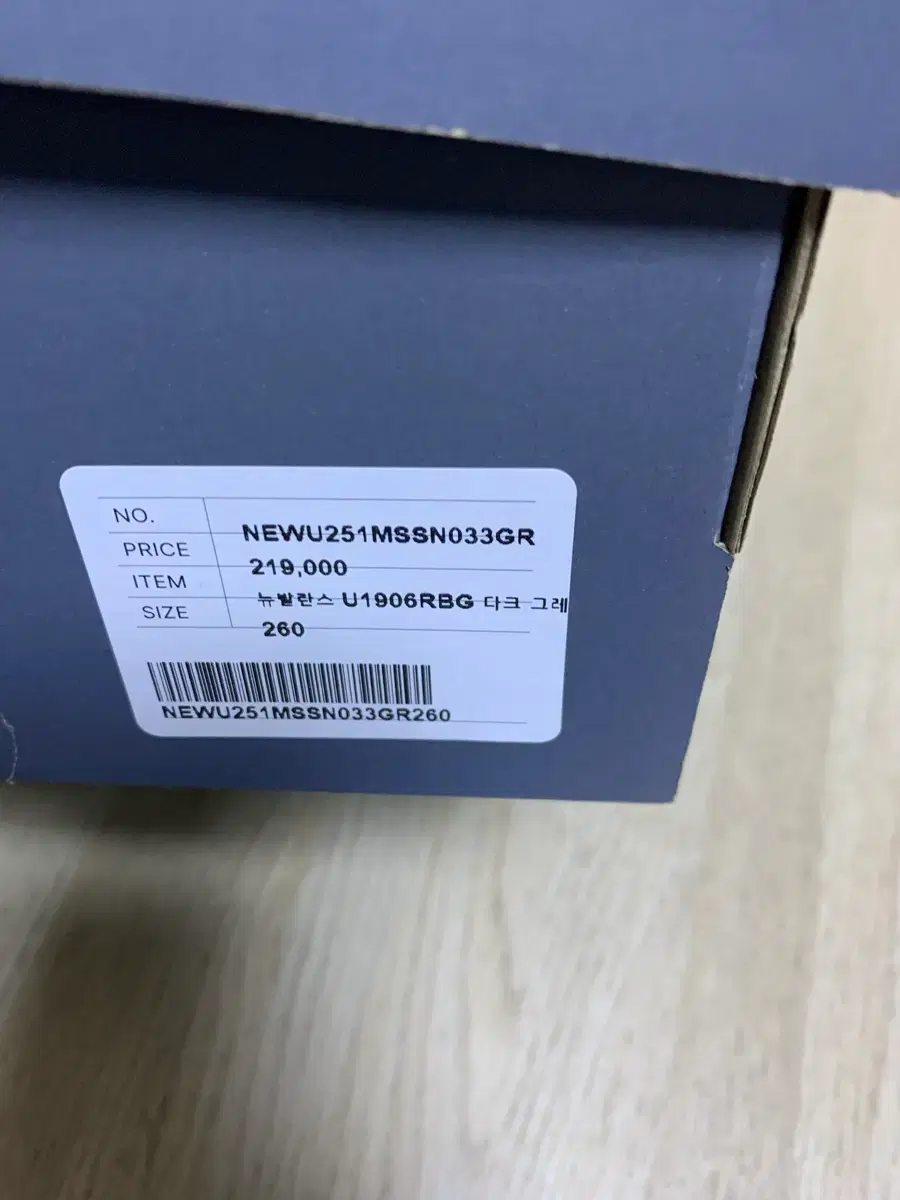 NO. NEWU251MSSN033GR
PRICE 219,000
ITEM 뉴발란스 U1906RBG 다크 그레
SIZE 260
NEWU251MSSN033GR260